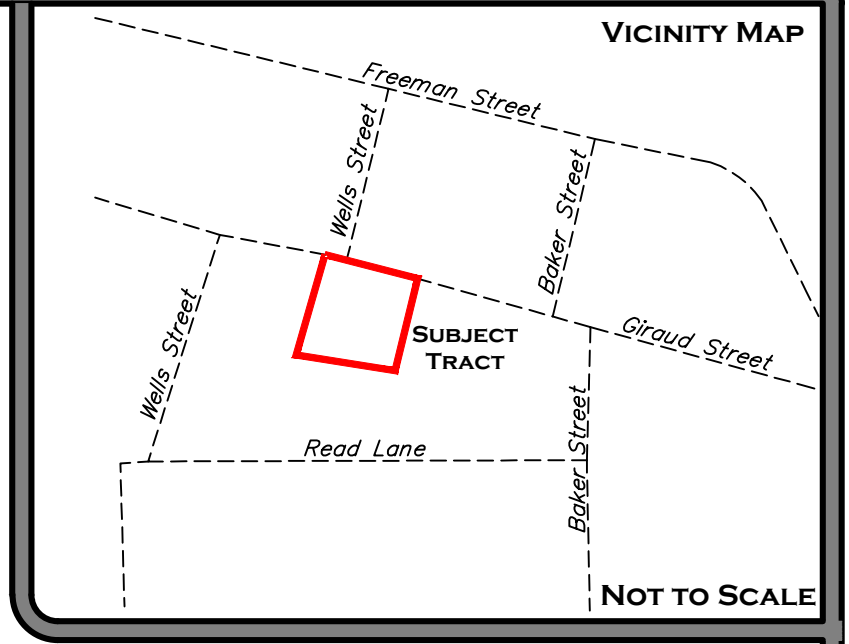 VICINITY MAP
Freeman Street
Wells Street
Baker Street
Wells Street
Giraud Street
SUBJECT
TRACT
Baker Street
Read Lane
NOT TO SCALE